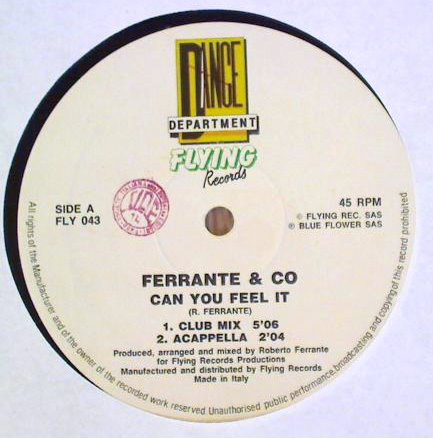 DANCE
DEPARTMENT
FLYING
Records
SIDE A
FLY 043
45 RPM
© FLYING REC. SAS
℗ BLUE FLOWER SAS
FERRANTE & CO
CAN YOU FEEL IT
(R. FERRANTE)
1. CLUB MIX 5'06
2. ACAPPELLA 2'04
Produced, arranged and mixed by Roberto Ferrante
for Flying Records Productions
Manufactured and distributed by Flying Records
Made in Italy
All rights of the Manufacturer and of the owner of the recorded work reserved Unauthorised public performance, broadcasting and copying of this record prohibited